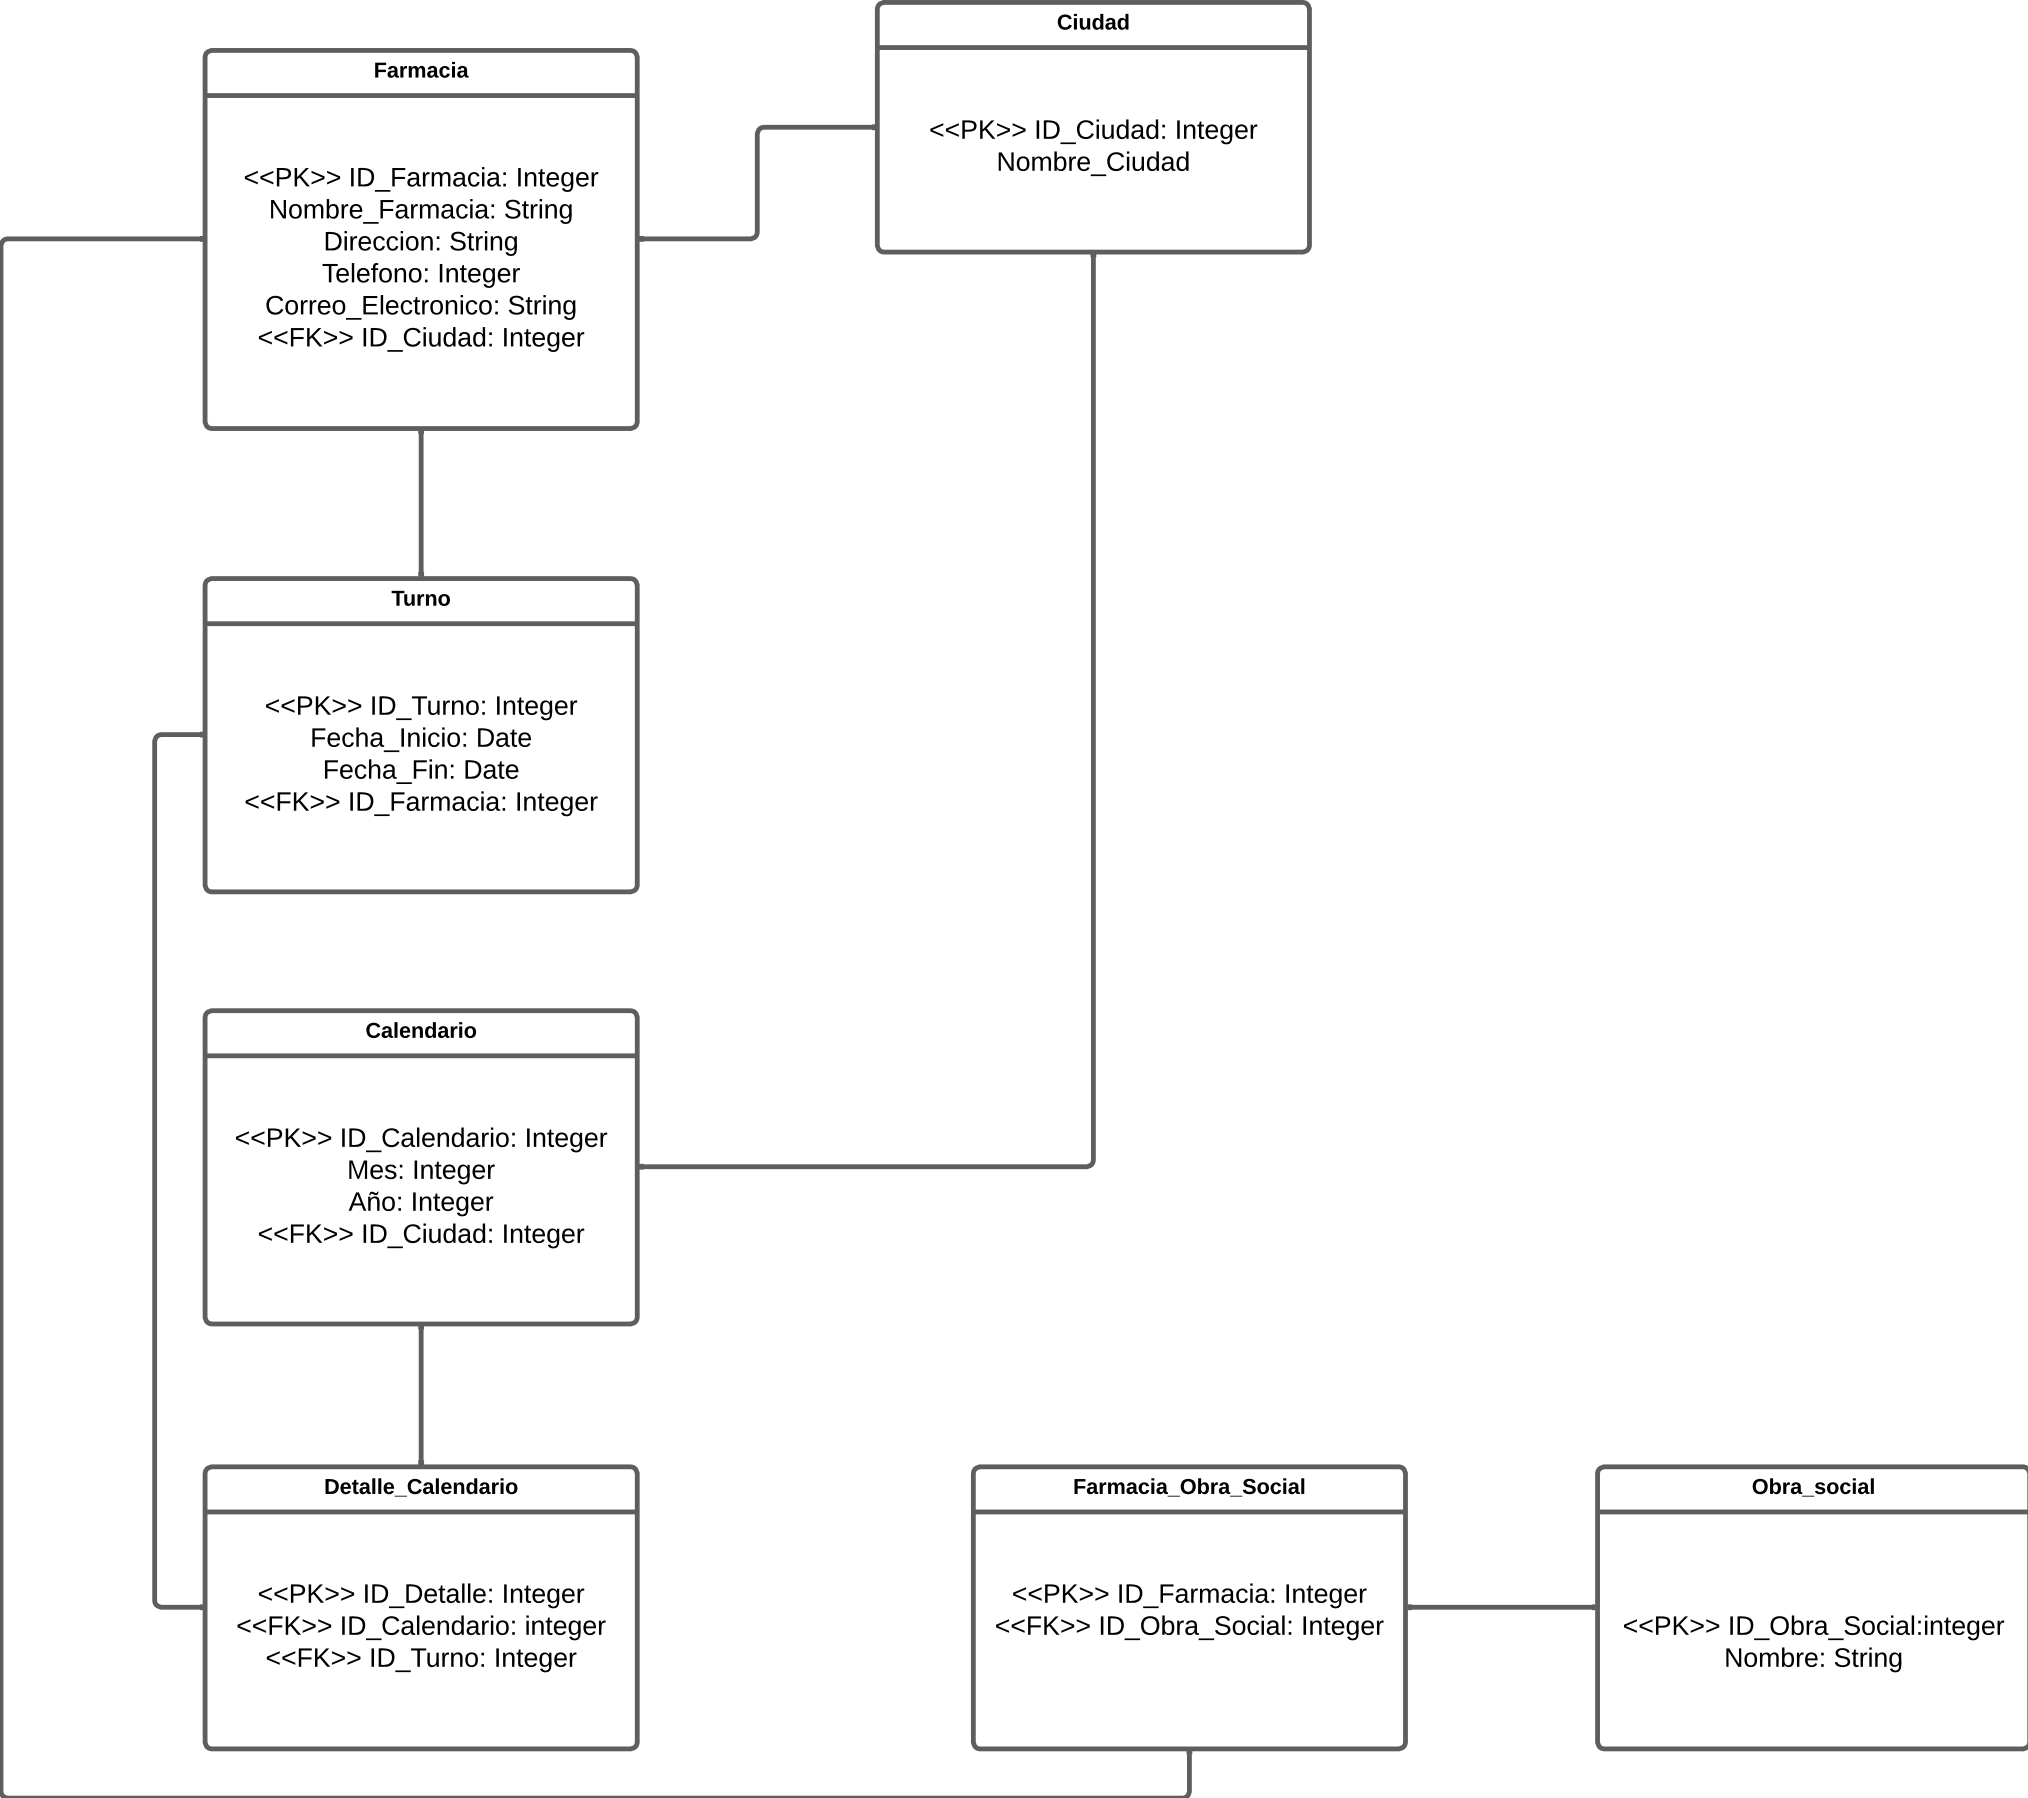 Ciudad
<<PK>> ID_Ciudad: Integer
Nombre_Ciudad
Farmacia
<<PK>> ID_Farmacia: Integer
Nombre_Farmacia: String
Direccion: String
Telefono: Integer
Correo_Electronico: String
<<FK>> ID_Ciudad: Integer
Turno
<<PK>> ID_Turno: Integer
Fecha_Inicio: Date
Fecha_Fin: Date
<<FK>> ID_Farmacia: Integer
Calendario
<<PK>> ID_Calendario: Integer
Mes: Integer
Año: Integer
<<FK>> ID_Ciudad: Integer
Detalle_Calendario
<<PK>> ID_Detalle: Integer
<<FK>> ID_Calendario: integer
<<FK>> ID_Turno: Integer
Farmacia_Obra_Social
<<PK>> ID_Farmacia: Integer
<<FK>> ID_Obra_Social: Integer
Obra_social
<<PK>> ID_Obra_Social:integer
Nombre: String